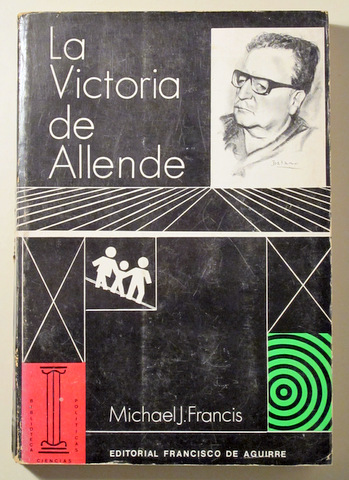 La
Victoria
de
Allende
Michael J. Francis
BIBLIOTECA
CIENCIAS
POLITICAS
EDITORIAL FRANCISCO DE AGUIRRE